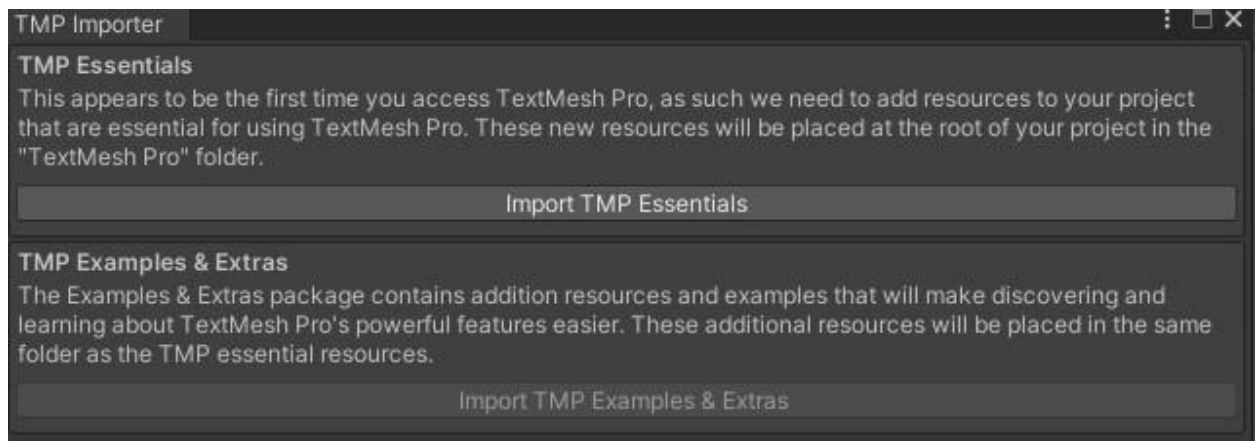 TMP Importer
TMP Essentials
This appears to be the first time you access TextMesh Pro, as such we need to add resources to your project
that are essential for using TextMesh Pro. These new resources will be placed at the root of your project in the
"TextMesh Pro" folder.
Import TMP Essentials
TMP Examples & Extras
The Examples & Extras package contains addition resources and examples that will make discovering and
learning about TextMesh Pro's powerful features easier. These additional resources will be placed in the same
folder as the TMP essential resources.
Import TMP Examples & Extras